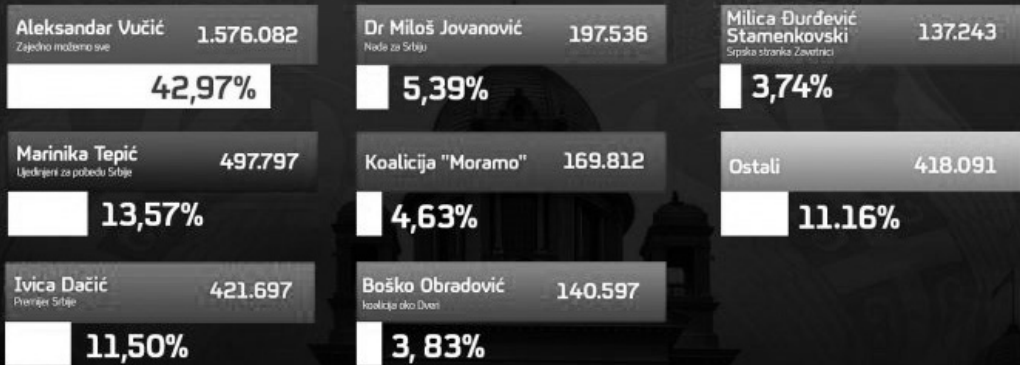 Aleksandar Vučić 1.576.082
Zajedno možemo sve
42,97%
Marinika Tepić 497.797
Ujedinjeni za pobedu Srbije
13,57%
Ivica Dačić 421.697
Premijer Srbije
11,50%
Dr Miloš Jovanović 197.536
Nada za Srbiju
5,39%
Koalicija "Moramo" 169.812
4,63%
Boško Obradović 140.597
koalicija oko Dveri
3, 83%
Milica Đurđević
Stamenkovski 137.243
Srpska stranka Zavetnici
3,74%
Ostali 418.091
11.16%